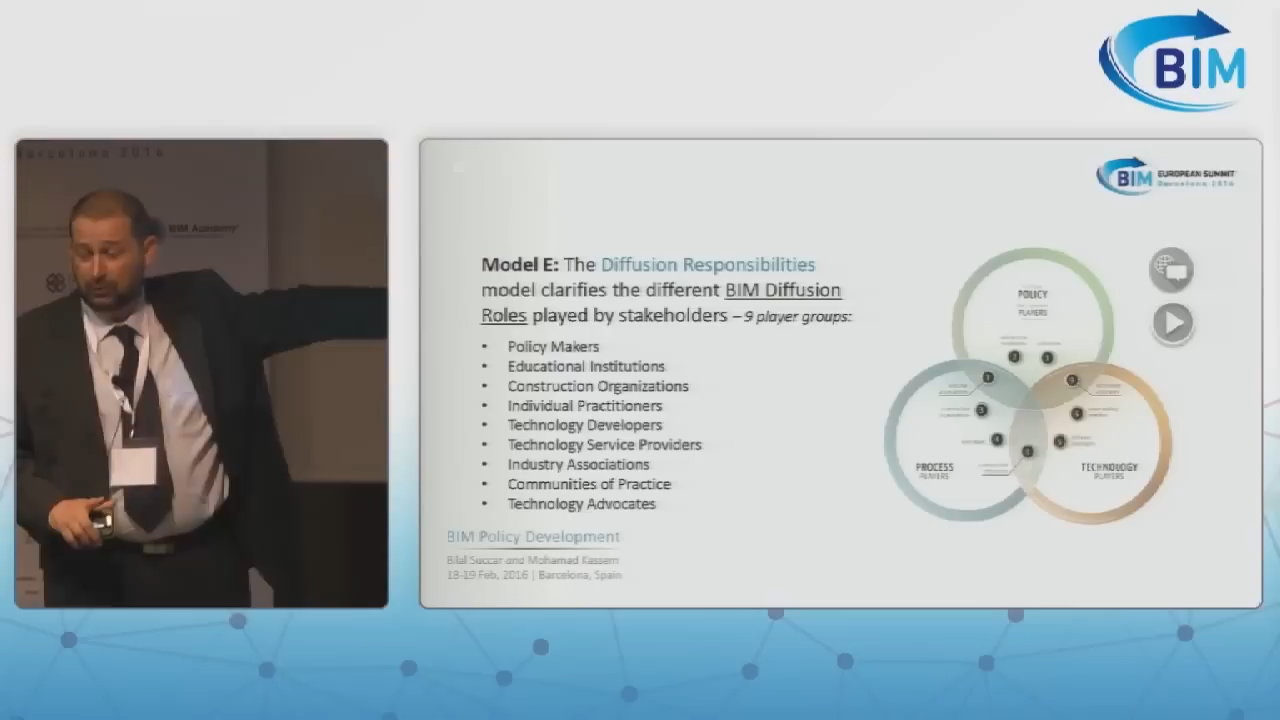 BIM
Barcelona 2016
BIM Academy
BIM EUROPEAN SUMMIT
Barcelona 2016
Model E: The Diffusion Responsibilities
model clarifies the different BIM Diffusion
Roles played by stakeholders – 9 player groups:
• Policy Makers
• Educational Institutions
• Construction Organizations
• Individual Practitioners
• Technology Developers
• Technology Service Providers
• Industry Associations
• Communities of Practice
• Technology Advocates
BIM Policy Development
Bilal Succar and Mohamad Kassem
18-19 Feb, 2016 | Barcelona, Spain
POLICY
PLAYERS
PROCESS
PLAYERS
TECHNOLOGY
PLAYERS